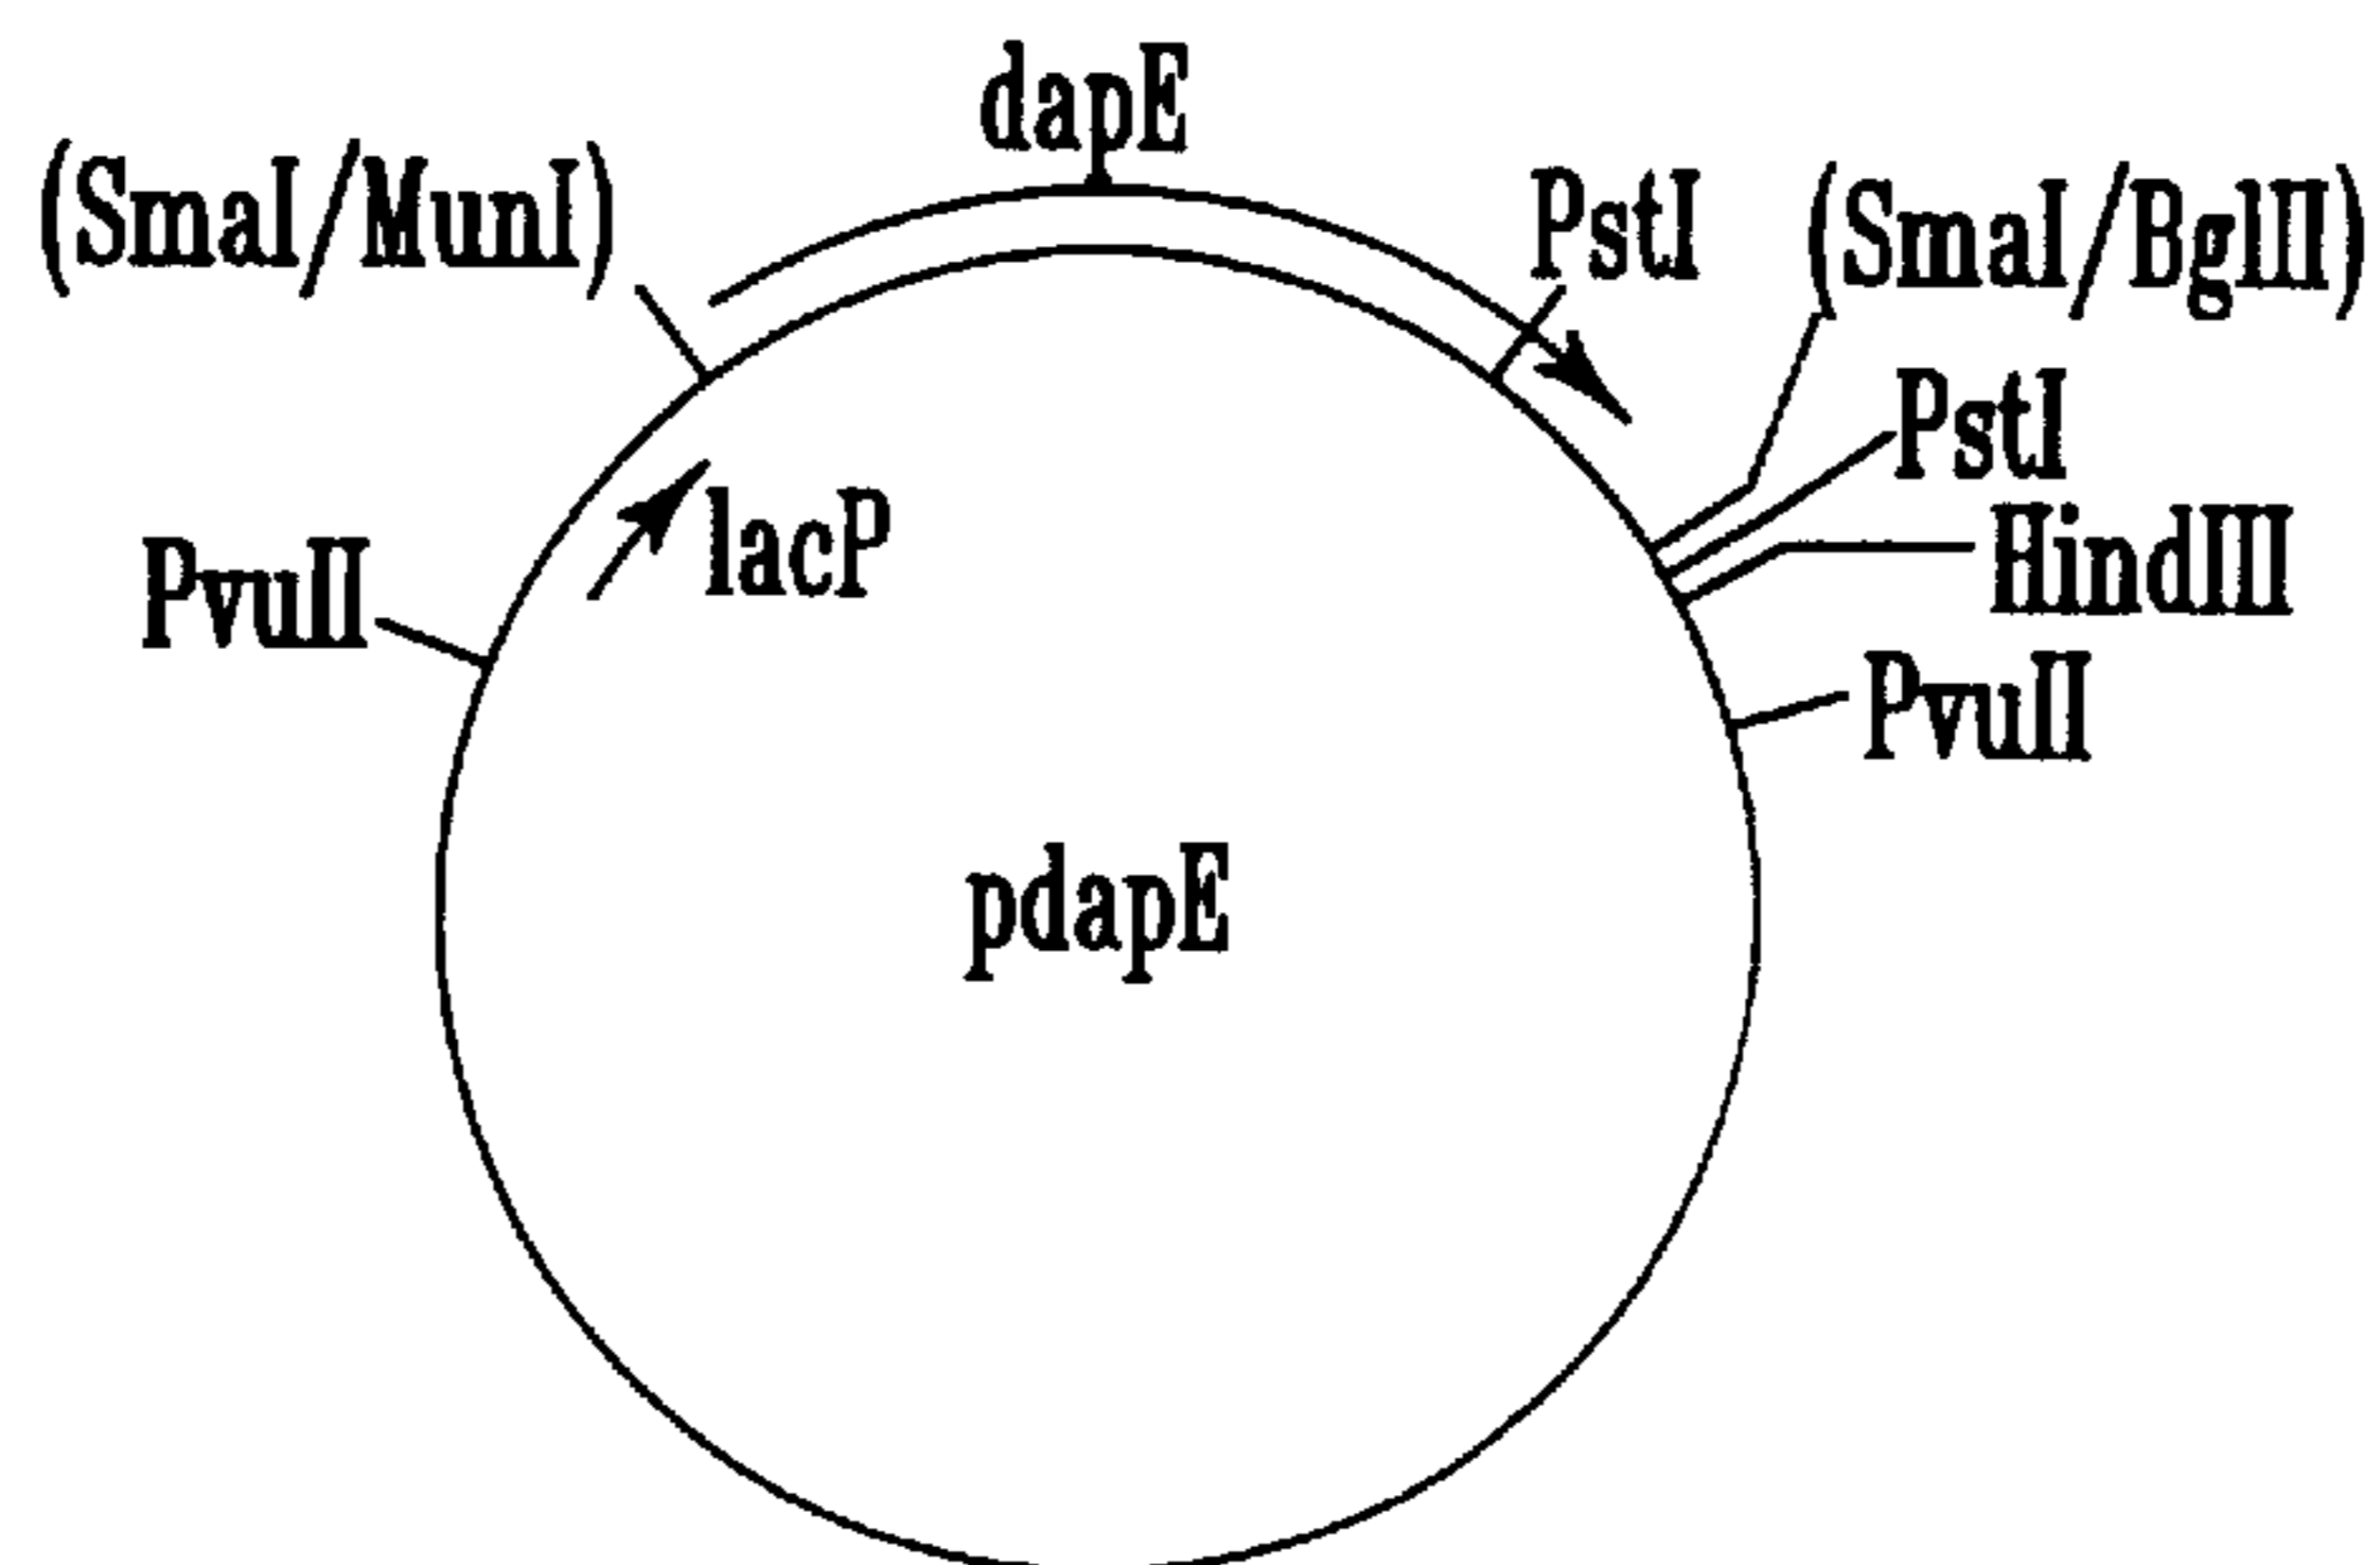 dapE
(SmaI/MunI)
PstI
(SmaI/BglII)
PstI
HindIII
PvuII
lacP
PvuII
pdapE